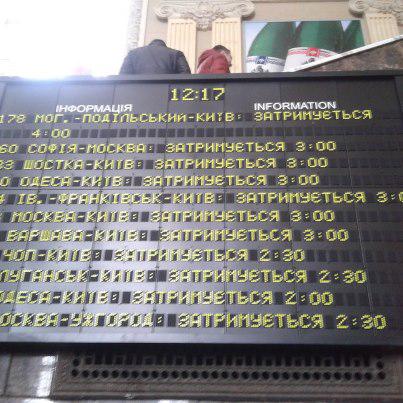 12:17
ІНФОРМАЦІЯ INFORMATION
178 МОГ.-ПОДІЛЬСЬКИЙ-КИЇВ: ЗАТРИМУЄТЬСЯ
4:00
60 СОФІЯ-МОСКВА: ЗАТРИМУЄТЬСЯ 3:00
33 ШОСТКА-КИЇВ: ЗАТРИМУЄТЬСЯ 3:00
0 ОДЕСА-КИЇВ: ЗАТРИМУЄТЬСЯ 3:00
4 ІВ.-ФРАНКІВСЬК-КИЇВ: ЗАТРИМУЄТЬСЯ 3:0
МОСКВА-КИЇВ: ЗАТРИМУЄТЬСЯ 3:00
ВАРШАВА-КИЇВ: ЗАТРИМУЄТЬСЯ 3:00
ЧОП-КИЇВ: ЗАТРИМУЄТЬСЯ 2:30
ЛУГАНСЬК-КИЇВ: ЗАТРИМУЄТЬСЯ 2:30
ОДЕСА-КИЇВ: ЗАТРИМУЄТЬСЯ 2:00
МОСКВА-УЖГОРОД: ЗАТРИМУЄТЬСЯ 2:30